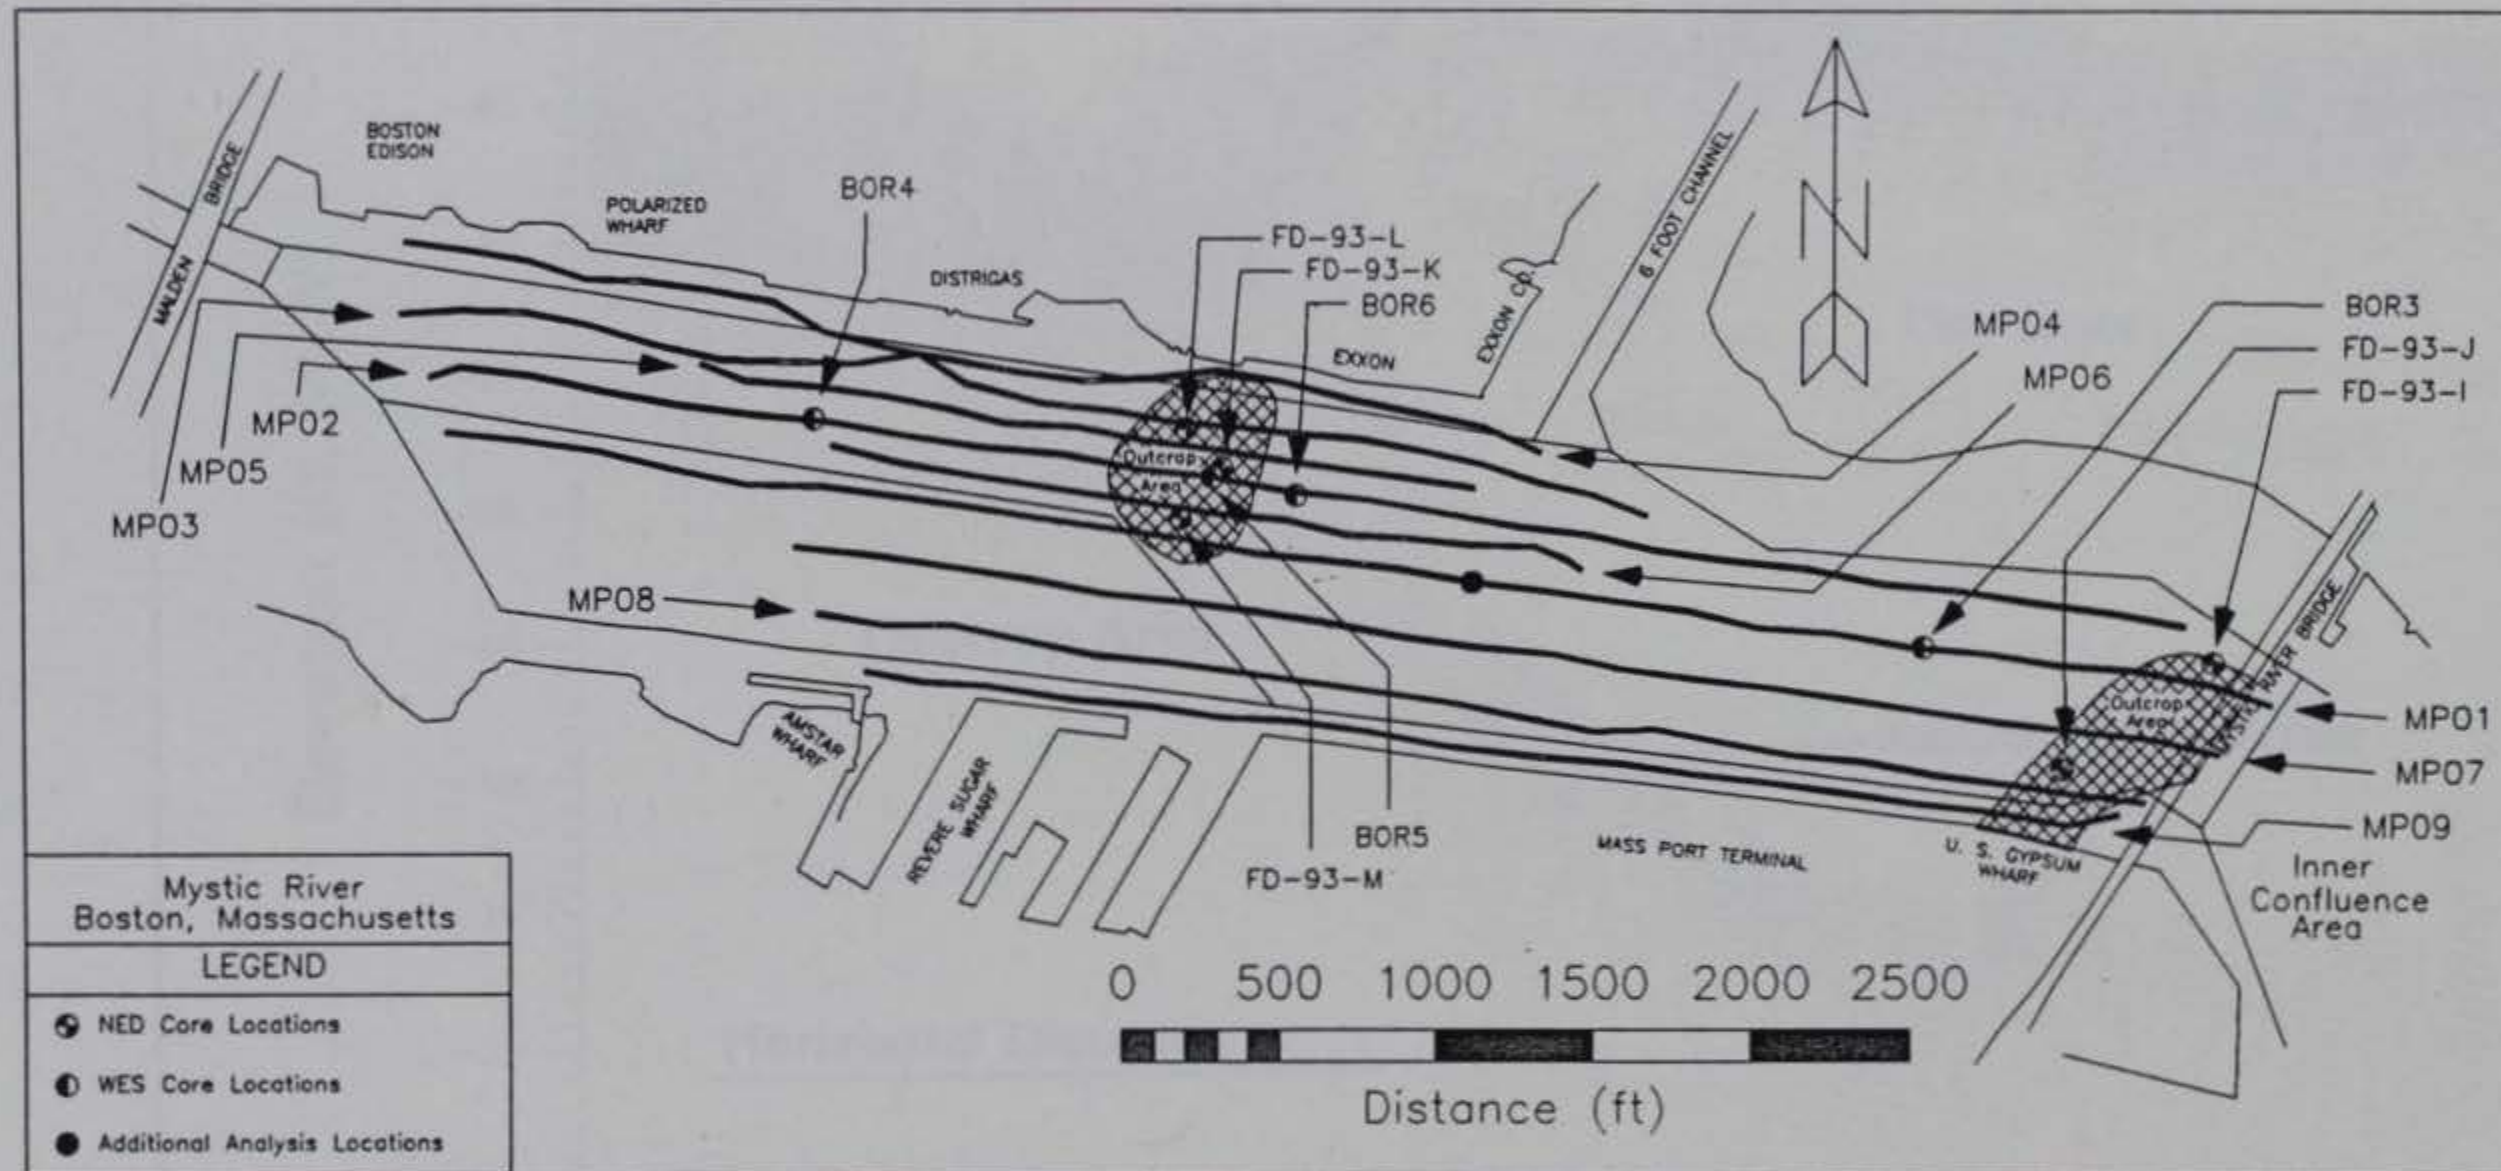 BOSTON
EDISON
MALDEN BRIDGE
POLARIZED
WHARF
BOR4
DISTRIGAS
FD-93-L
FD-93-K
BOR6
EXXON
EXXON CO.
6 FOOT CHANNEL
N
MP04
MP06
BOR3
FD-93-J
FD-93-I
MP02
MP05
MP03
Outcrop
Area
MP08
Outcrop
Area
MYSTIC RIVER BRIDGE
MP01
MP07
MP09
AMSTAR
WHARF
REVERE SUGAR
WHARF
BOR5
FD-93-M
MASS PORT TERMINAL
U. S. GYPSUM
WHARF
Inner
Confluence
Area
Mystic River
Boston, Massachusetts
LEGEND
NED Core Locations
WES Core Locations
Additional Analysis Locations
0 500 1000 1500 2000 2500
Distance (ft)